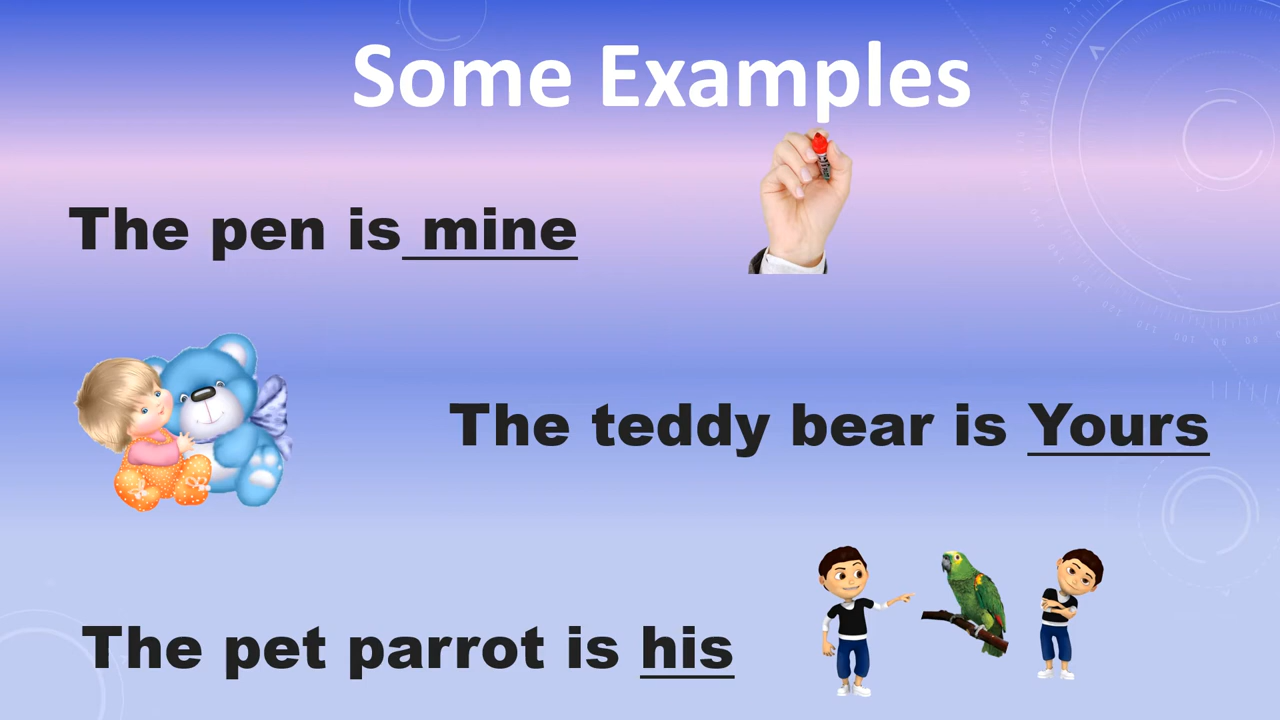 Some Examples
The pen is mine
The teddy bear is Yours
The pet parrot is his